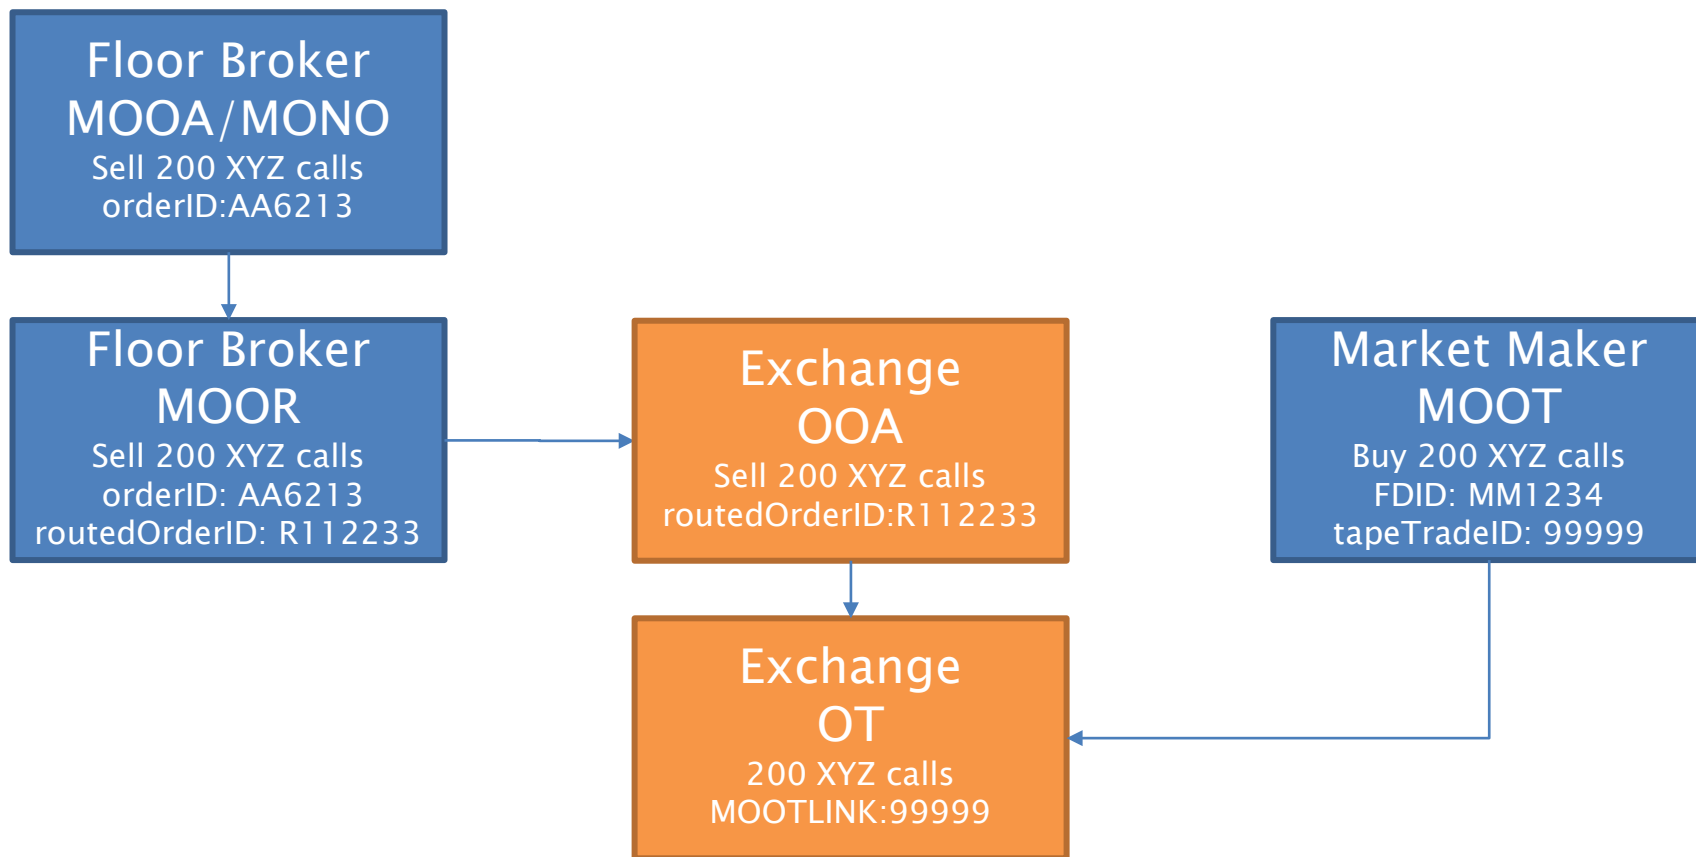 Floor Broker
MOOA/MONO
Sell 200 XYZ calls
orderID:AA6213
Floor Broker
MOOR
Sell 200 XYZ calls
orderID: AA6213
routedOrderID: R112233
Exchange
OOA
Sell 200 XYZ calls
routedOrderID:R112233
Market Maker
MOOT
Buy 200 XYZ calls
FDID: MM1234
tapeTradeID: 99999
Exchange
OT
200 XYZ calls
MOOTLINK:99999